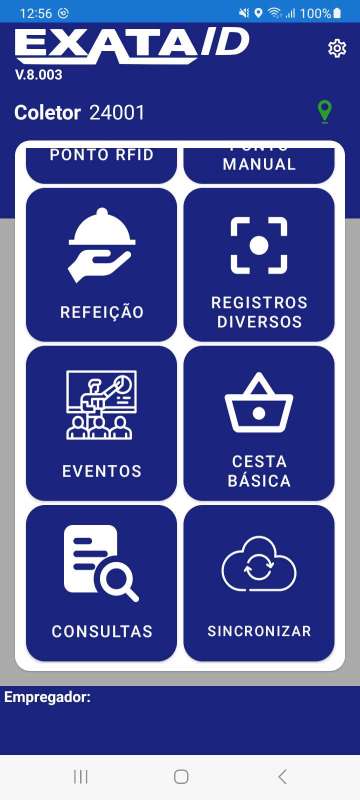 12:56
100%
EXATAID
V.8.003
Coletor 24001
PONTO RFID
PONTO
MANUAL
REFEIÇÃO
REGISTROS
DIVERSOS
EVENTOS
CESTA
BÁSICA
CONSULTAS
SINCRONIZAR
Empregador: